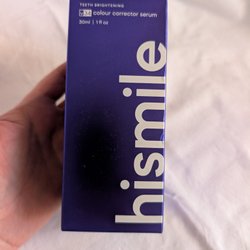 TEETH BRIGHTENING
v34 colour corrector serum
30ml | 1 fl oz
hismile